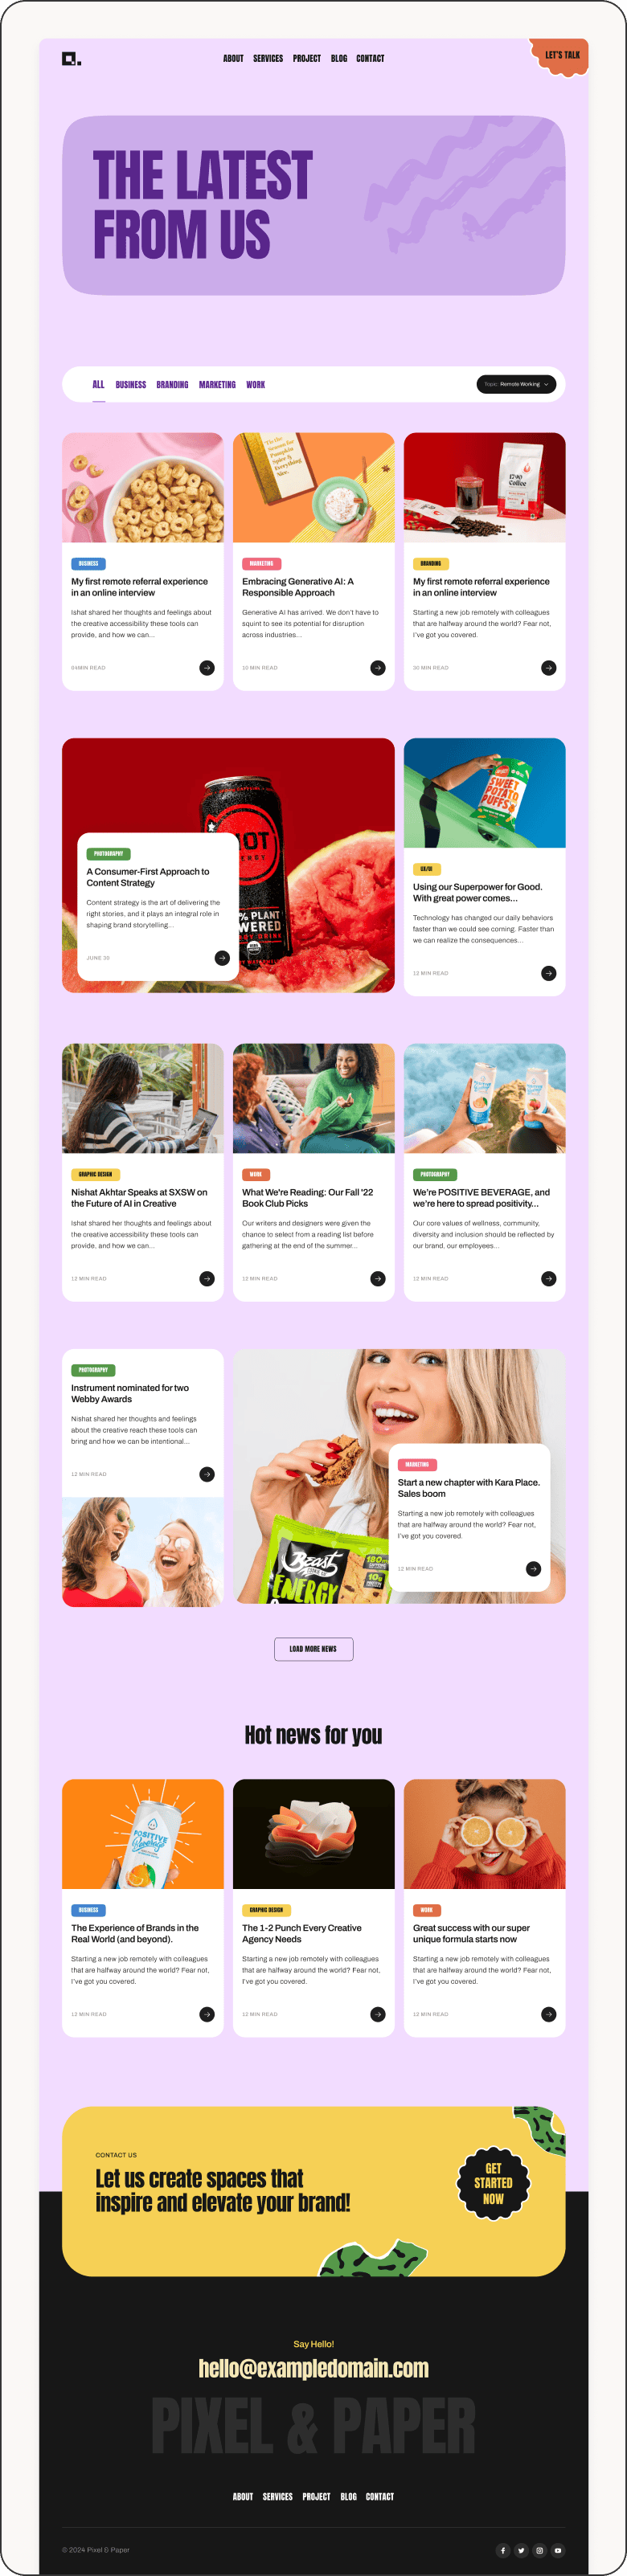 ABOUT SERVICES PROJECT BLOG CONTACT
LET'S TALK
THE LATEST
FROM US
ALL BUSINESS BRANDING MARKETING WORK
Topic Remote Working
BUSINESS
My first remote referral experience
in an online interview
Ishat shared her thoughts and feelings about
the creative accessibility these tools can
provide, and how we can...
04MIN READ
MARKETING
Embracing Generative AI: A
Responsible Approach
Generative AI has arrived. We don't have to
squint to see its potential for disruption
across industries...
10 MIN READ
1790
Coffee
BRANDING
My first remote referral experience
in an online interview
Starting a new job remotely with colleagues
that are halfway around the world? Fear not,
I've got you covered.
30 MIN READ
PHOTOGRAPHY
A Consumer-First Approach to
Content Strategy
Content strategy is the art of delivering the
right stories, and it plays an integral role in
shaping brand storytelling...
JUNE 30
% PLANT
WERED
SWEET
POTATO
PUFFS
UX/UI
Using our Superpower for Good.
With great power comes...
Technology has changed our daily behaviors
faster than we could see coming. Faster than
we can realize the consequences...
12 MIN READ
GRAPHIC DESIGN
Nishat Akhtar Speaks at SXSW on
the Future of AI in Creative
Ishat shared her thoughts and feelings about
the creative accessibility these tools can
provide, and how we can...
12 MIN READ
WORK
What We're Reading: Our Fall '22
Book Club Picks
Our writers and designers were given the
chance to select from a reading list before
gathering at the end of the summer...
12 MIN READ
PHOTOGRAPHY
We're POSITIVE BEVERAGE, and
we're here to spread positivity...
Our core values of wellness, community,
diversity and inclusion should be reflected by
our brand, our employees...
12 MIN READ
PHOTOGRAPHY
Instrument nominated for two
Webby Awards
Nishat shared her thoughts and feelings
about the creative reach these tools can
bring and how we can be intentional...
12 MIN READ
Beast
ENERGY
180
10g
MARKETING
Start a new chapter with Kara Place.
Sales boom
Starting a new job remotely with colleagues
that are halfway around the world? Fear not,
I've got you covered.
12 MIN READ
LOAD MORE NEWS
Hot news for you
POSITIVE
Beverage
BUSINESS
The Experience of Brands in the
Real World (and beyond).
Starting a new job remotely with colleagues
that are halfway around the world? Fear not,
I've got you covered.
12 MIN READ
GRAPHIC DESIGN
The 1-2 Punch Every Creative
Agency Needs
Starting a new job remotely with colleagues
that are halfway around the world? Fear not,
I've got you covered.
12 MIN READ
WORK
Great success with our super
unique formula starts now
Starting a new job remotely with colleagues
that are halfway around the world? Fear not,
I've got you covered.
12 MIN READ
CONTACT US
Let us create spaces that
inspire and elevate your brand!
GET
STARTED
NOW
Say Hello!
hello@exampledomain.com
PIXEL & PAPER
ABOUT SERVICES PROJECT BLOG CONTACT
© 2024 Pixel & Paper